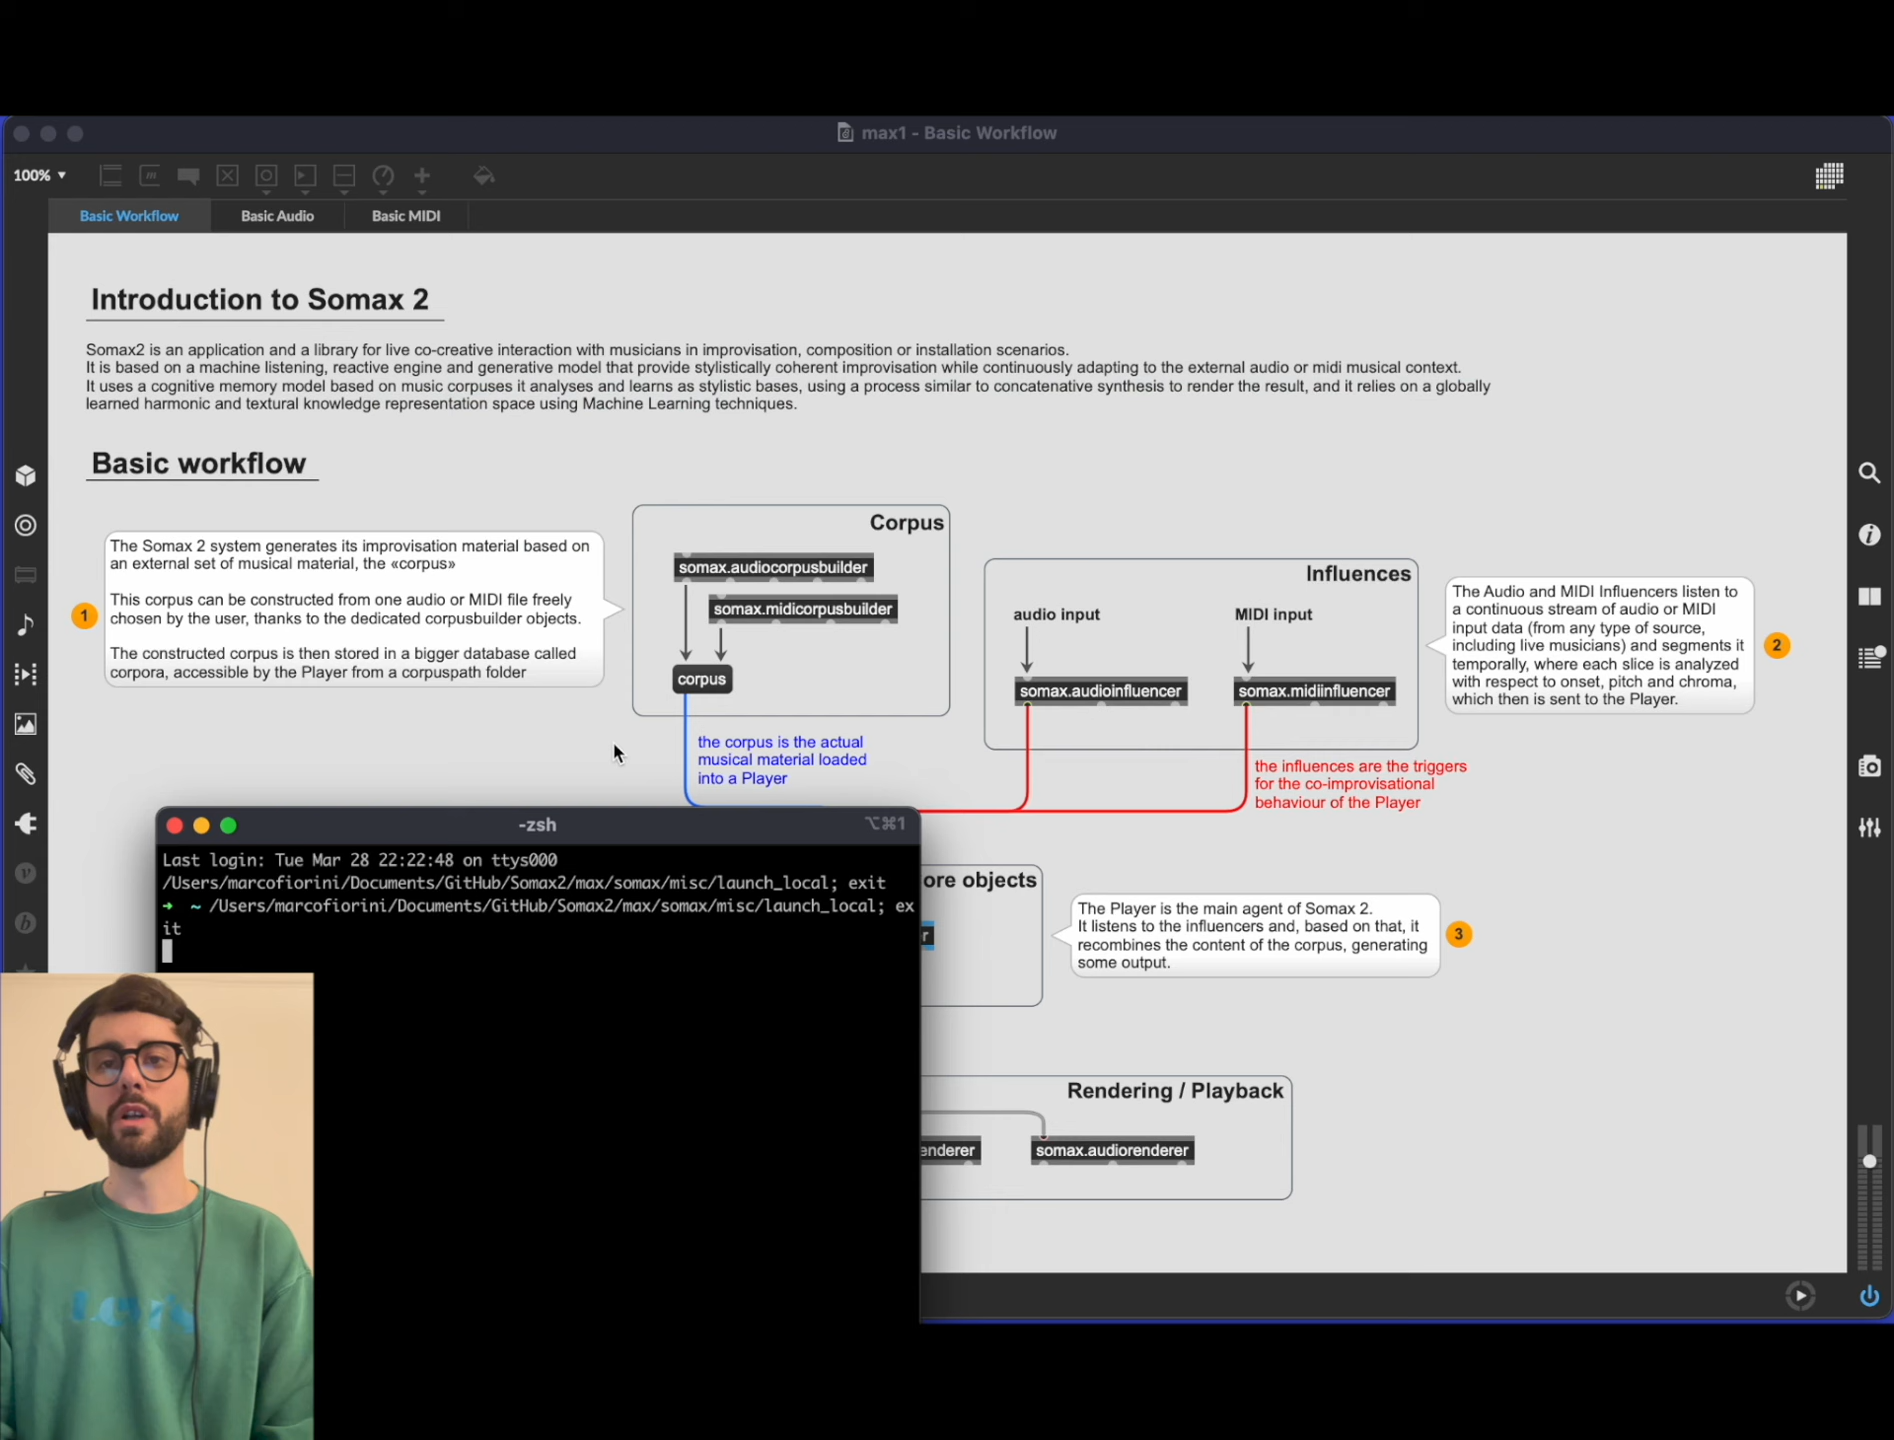 max1 - Basic Workflow
100%
Basic Workflow
Basic Audio
Basic MIDI
Introduction to Somax 2
Somax2 is an application and a library for live co-creative interaction with musicians in improvisation, composition or installation scenarios.
It is based on a machine listening, reactive engine and generative model that provide stylistically coherent improvisation while continuously adapting to the external audio or midi musical context.
It uses a cognitive memory model based on music corpuses it analyses and learns as stylistic bases, using a process similar to concatenative synthesis to render the result, and it relies on a globally
learned harmonic and textural knowledge representation space using Machine Learning techniques.
Basic workflow
1
The Somax 2 system generates its improvisation material based on
an external set of musical material, the «corpus»
This corpus can be constructed from one audio or MIDI file freely
chosen by the user, thanks to the dedicated corpusbuilder objects.
The constructed corpus is then stored in a bigger database called
corpora, accessible by the Player from a corpuspath folder
Corpus
somax.audiocorpusbuilder
somax.midicorpusbuilder
corpus
the corpus is the actual
musical material loaded
into a Player
Influences
audio input
MIDI input
somax.audioinfluencer
somax.midiinfluencer
the influences are the triggers
for the co-improvisational
behaviour of the Player
The Audio and MIDI Influencers listen to
a continuous stream of audio or MIDI
input data (from any type of source,
including live musicians) and segments it
temporally, where each slice is analyzed
with respect to onset, pitch and chroma,
which then is sent to the Player.
2
-zsh
⌥⌘1
Last login: Tue Mar 28 22:22:48 on ttys000
/Users/marcofiorini/Documents/GitHub/Somax2/max/somax/misc/launch_local; exit
➜ ~ /Users/marcofiorini/Documents/GitHub/Somax2/max/somax/misc/launch_local; ex
it
ore objects
r
The Player is the main agent of Somax 2.
It listens to the influencers and, based on that, it
recombines the content of the corpus, generating
some output.
3
Rendering / Playback
enderer
somax.audiorenderer